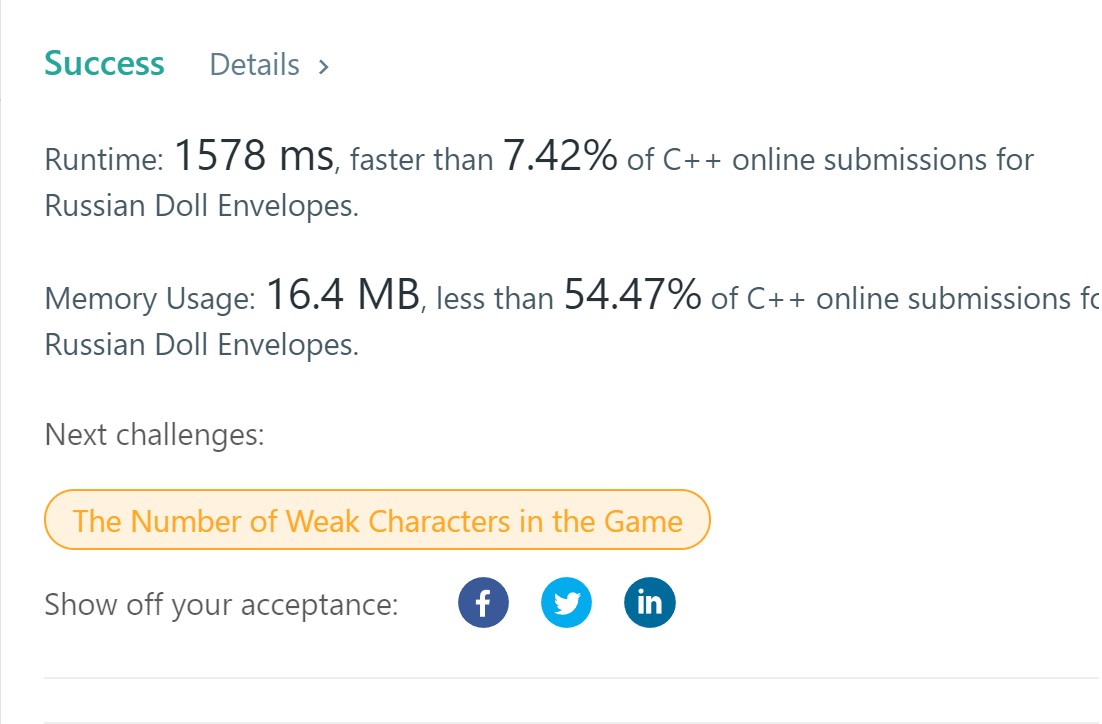 Success Details >
Runtime: 1578 ms, faster than 7.42% of C++ online submissions for
Russian Doll Envelopes.
Memory Usage: 16.4 MB, less than 54.47% of C++ online submissions fo
Russian Doll Envelopes.
Next challenges:
The Number of Weak Characters in the Game
Show off your acceptance: f in